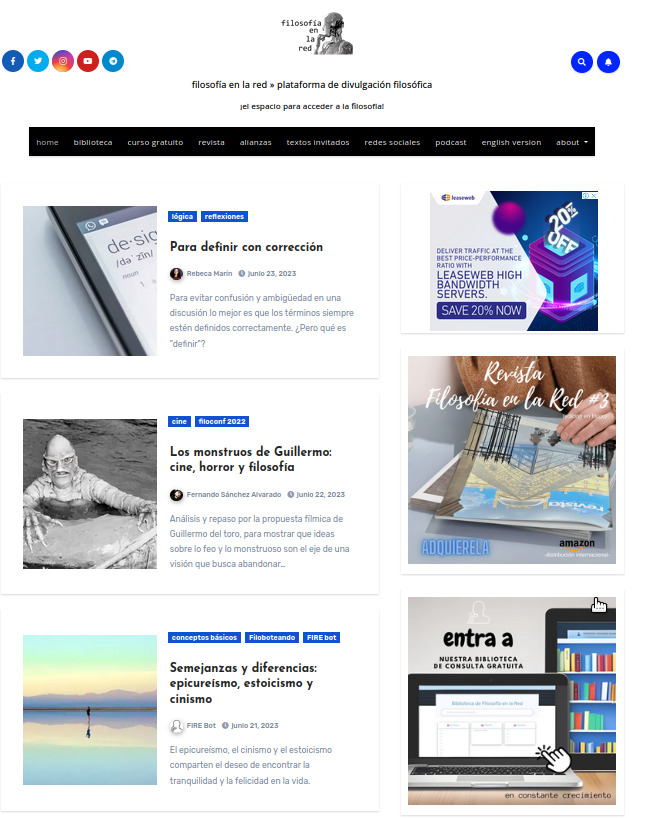 filosofía
en
la
red
filosofía en la red » plataforma de divulgación filosófica
¡el espacio para acceder a la filosofía!
home biblioteca curso gratuito revista alianzas textos invitados redes sociales podcast english version about
lógica reflexiones
Para definir con corrección
Rebeca Marín junio 23, 2023
Para evitar confusión y ambigüedad en una
discusión lo mejor es que los términos siempre
estén definidos correctamente. ¿Pero qué es
"definir"?
de·sig
/dəˈzīn/
noun
cine filoconf 2022
Los monstruos de Guillermo:
cine, horror y filosofía
Fernando Sánchez Alvarado junio 22, 2023
Análisis y repaso por la propuesta fílmica de
Guillermo del toro, para mostrar que ideas
sobre lo feo y lo monstruoso son el eje de una
visión que busca abandonar...
conceptos básicos Filoboteando FIRE bot
Semejanzas y diferencias:
epicureísmo, estoicismo y
cinismo
FIRE Bot junio 21, 2023
El epicureísmo, el cinismo y el estoicismo
comparten el deseo de encontrar la
tranquilidad y la felicidad en la vida.
leaseweb
20%
OFF
DELIVER TRAFFIC AT THE
BEST PRICE-PERFORMANCE
RATIO WITH
LEASEWEB HIGH
BANDWIDTH
SERVERS.
SAVE 20% NOW
Revista
Filosofía en la Red #3
revista
ADQUIERELA
amazon
-distribución internacional-
entra a
NUESTRA BIBLIOTECA
DE CONSULTA GRATUITA
Biblioteca de Filosofía en la Red
en constante crecimiento